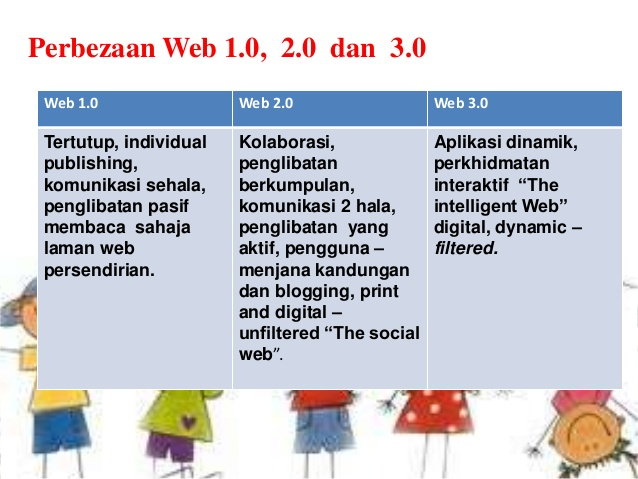 Perbezaan Web 1.0, 2.0 dan 3.0
Web 1.0
Tertutup, individual
publishing,
komunikasi sehala,
penglibatan pasif
membaca sahaja
laman web
persendirian.
Web 2.0
Kolaborasi,
penglibatan
berkumpulan,
komunikasi 2 hala,
penglibatan yang
aktif, pengguna –
menjana kandungan
dan blogging, print
and digital –
unfiltered “The social
web”.
Web 3.0
Aplikasi dinamik,
perkhidmatan
interaktif “The
intelligent Web”
digital, dynamic –
filtered.